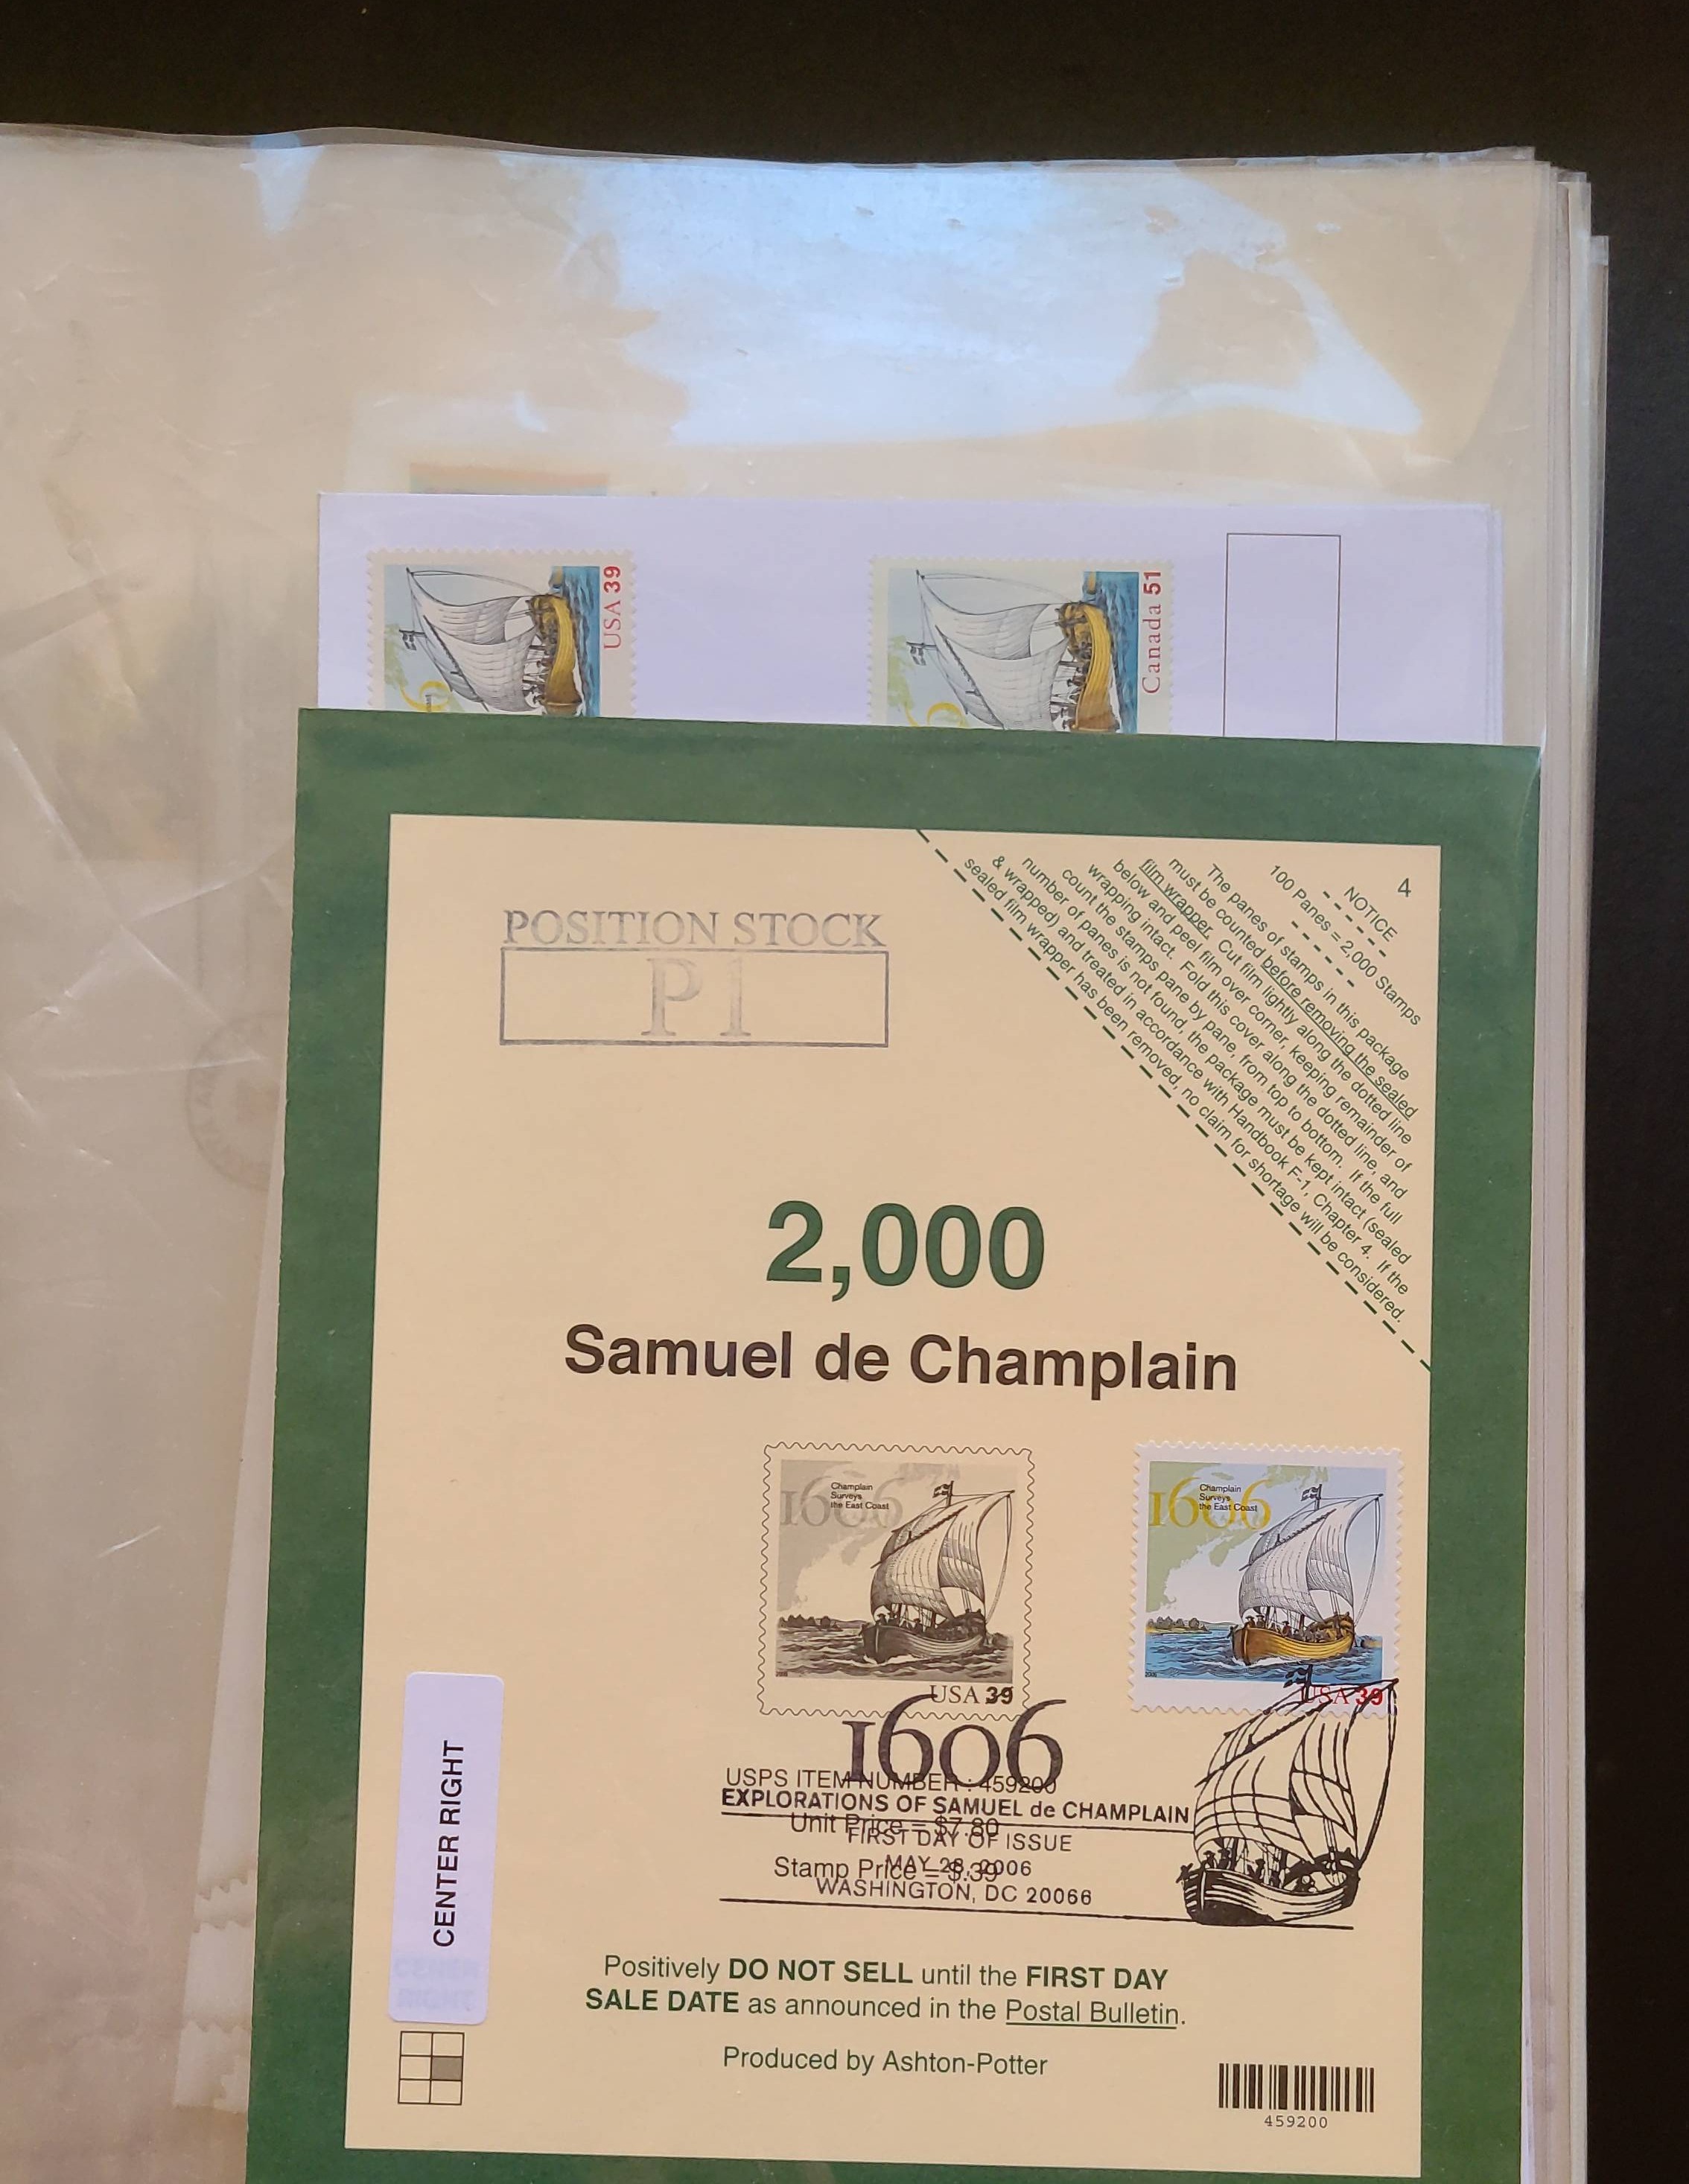 USA 39
Canada 51
4
NOTICE
100 Panes = 2,000 Stamps
The panes of stamps in this package
must be counted before removing the sealed
film wrapper. Cut film lightly along the dotted line
below and peel film over corner, keeping remainder of
wrapping intact. Fold this cover along the dotted line, and
count the stamps pane by pane, from top to bottom. If the full
number of panes is not found, the package must be kept intact (sealed
& wrapped) and treated in accordance with Handbook F-1, Chapter 4. If the
sealed film wrapper has been removed, no claim for shortage will be considered.
POSITION STOCK
P1
2,000
Samuel de Champlain
1606
Champlain
Surveys
the East Coast
2006
USA 39
1606
Champlain
Surveys
the East Coast
2006
USA 39
1606
USPS ITEM NUMBER : 459200
EXPLORATIONS OF SAMUEL de CHAMPLAIN
Unit Price = $7.80
FIRST DAY OF ISSUE
MAY 28, 2006
Stamp Price = $.39
WASHINGTON, DC 20066
CENTER RIGHT
Positively DO NOT SELL until the FIRST DAY
SALE DATE as announced in the Postal Bulletin.
Produced by Ashton-Potter
459200